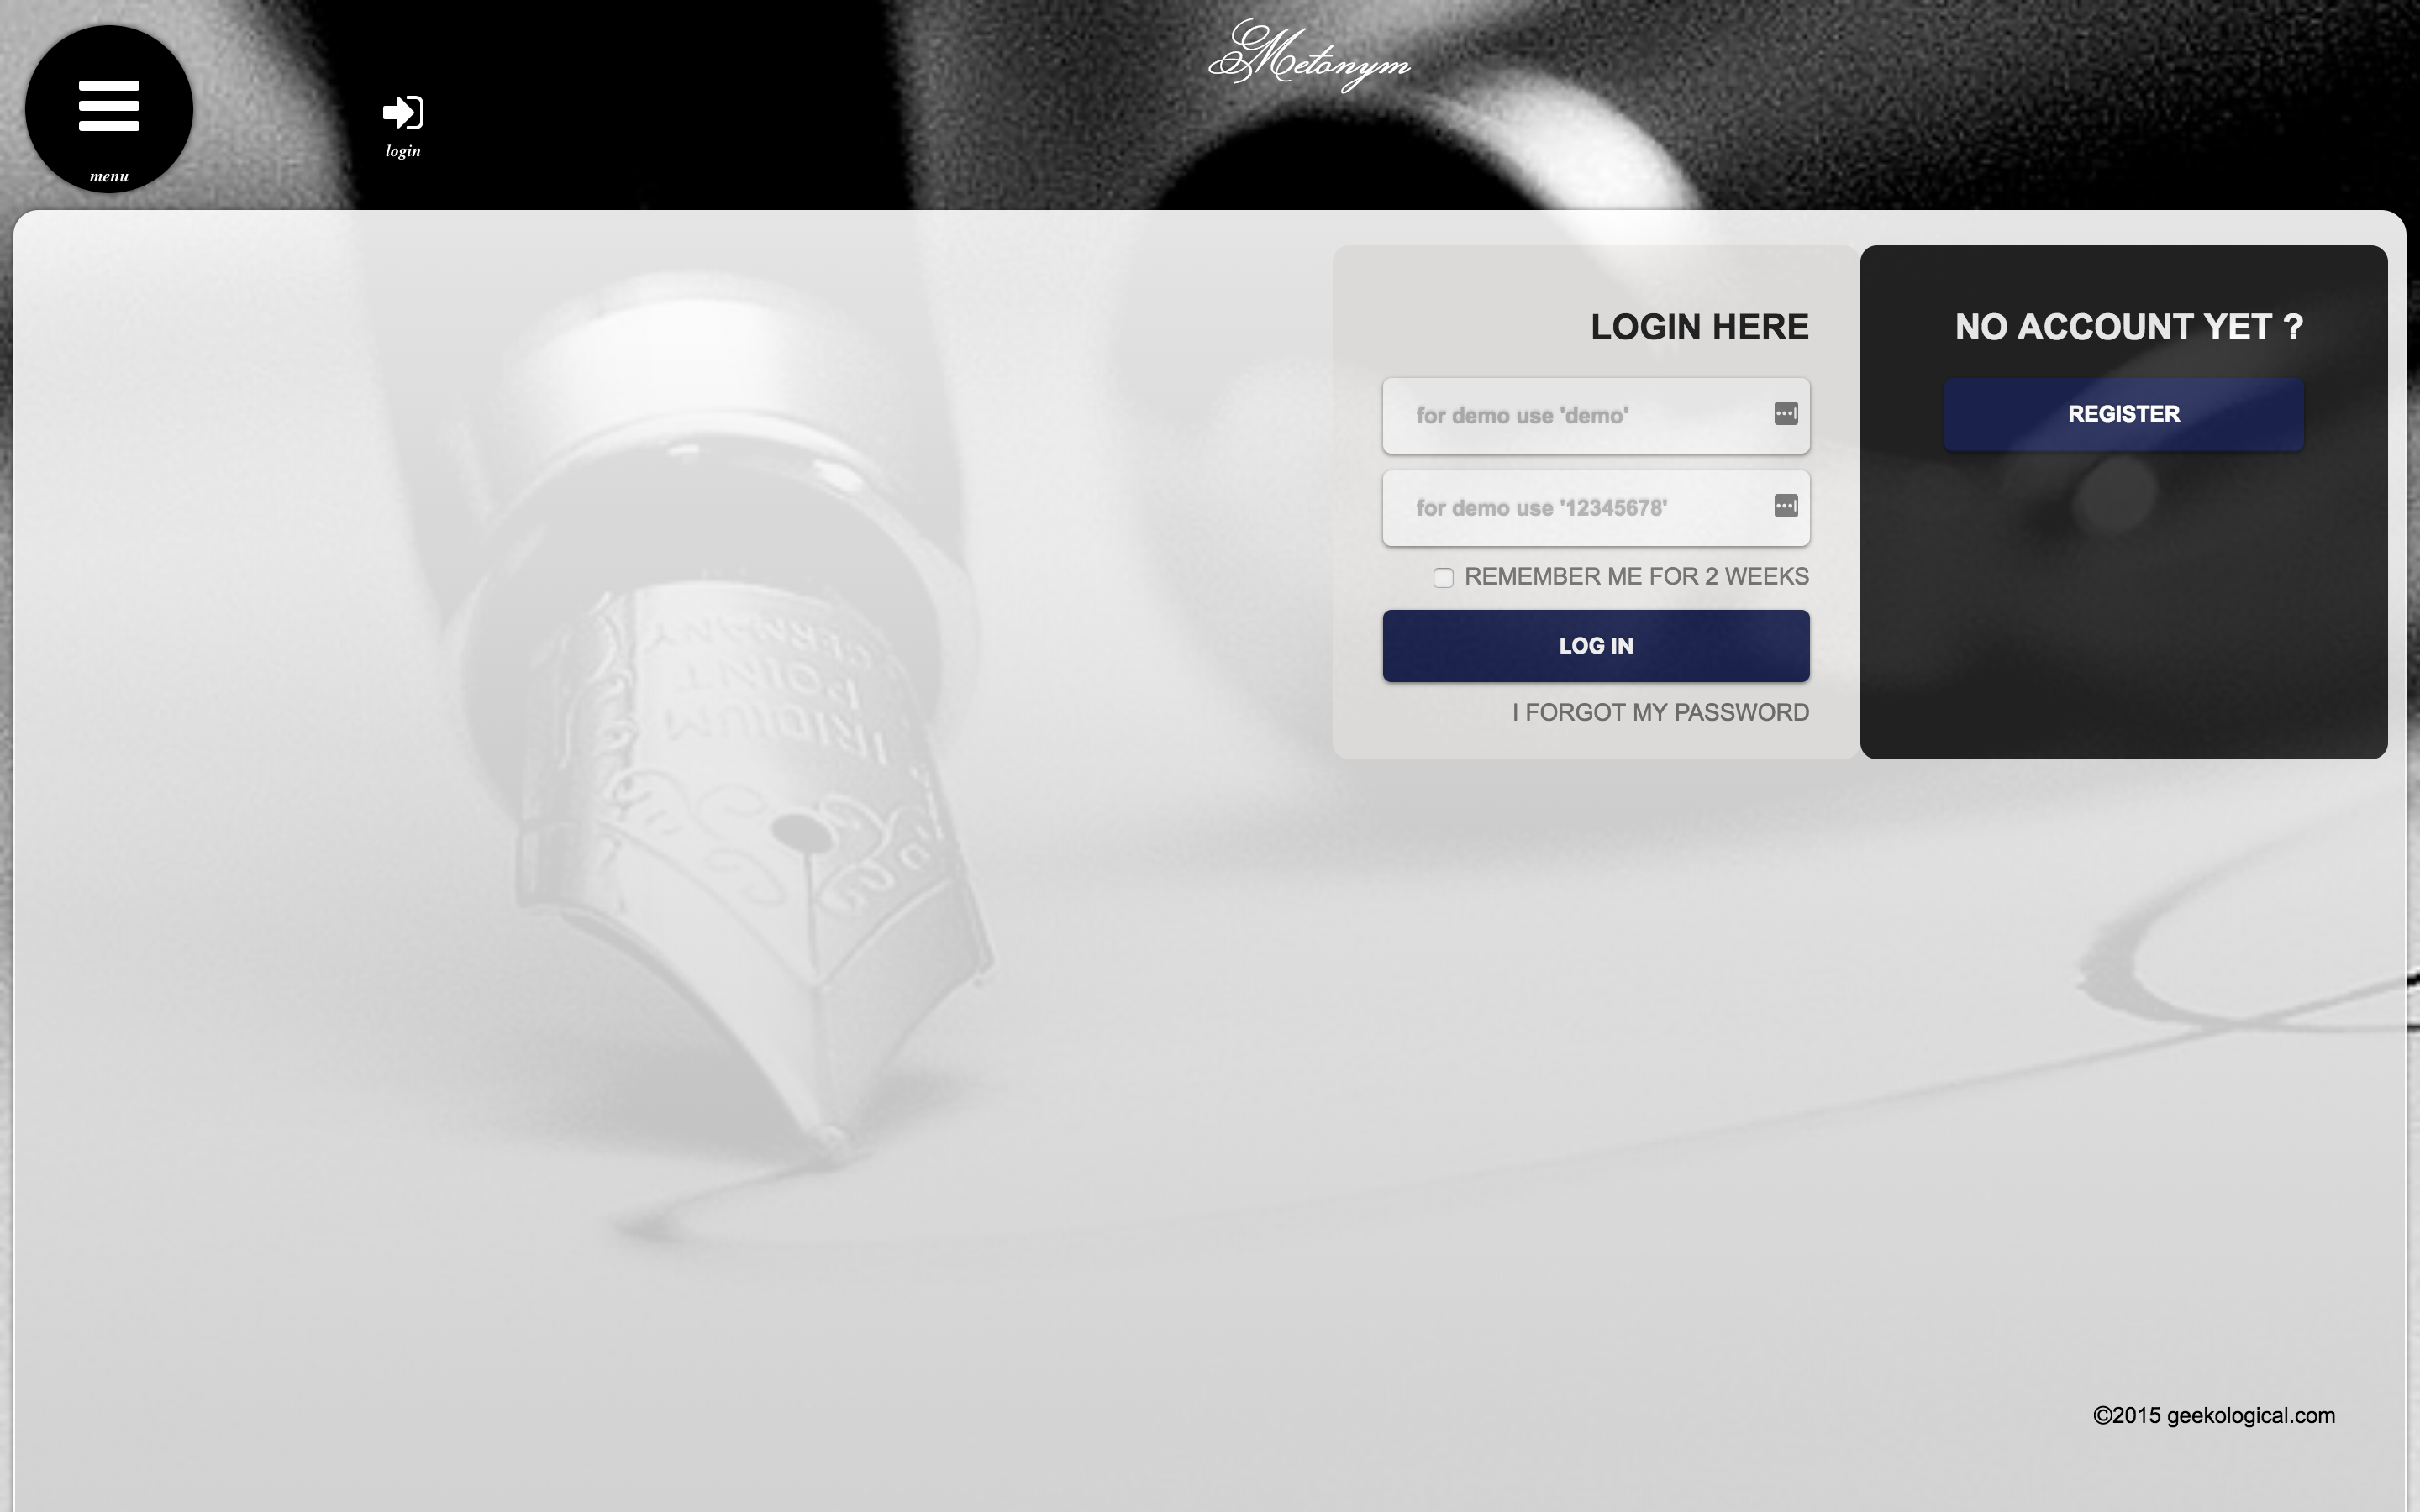 Metonym
login
menu
LOGIN HERE
for demo use 'demo'
for demo use '12345678'
REMEMBER ME FOR 2 WEEKS
LOG IN
I FORGOT MY PASSWORD
NO ACCOUNT YET ?
REGISTER
IRIDIUM
POINT
GERMANY
©2015 geekological.com